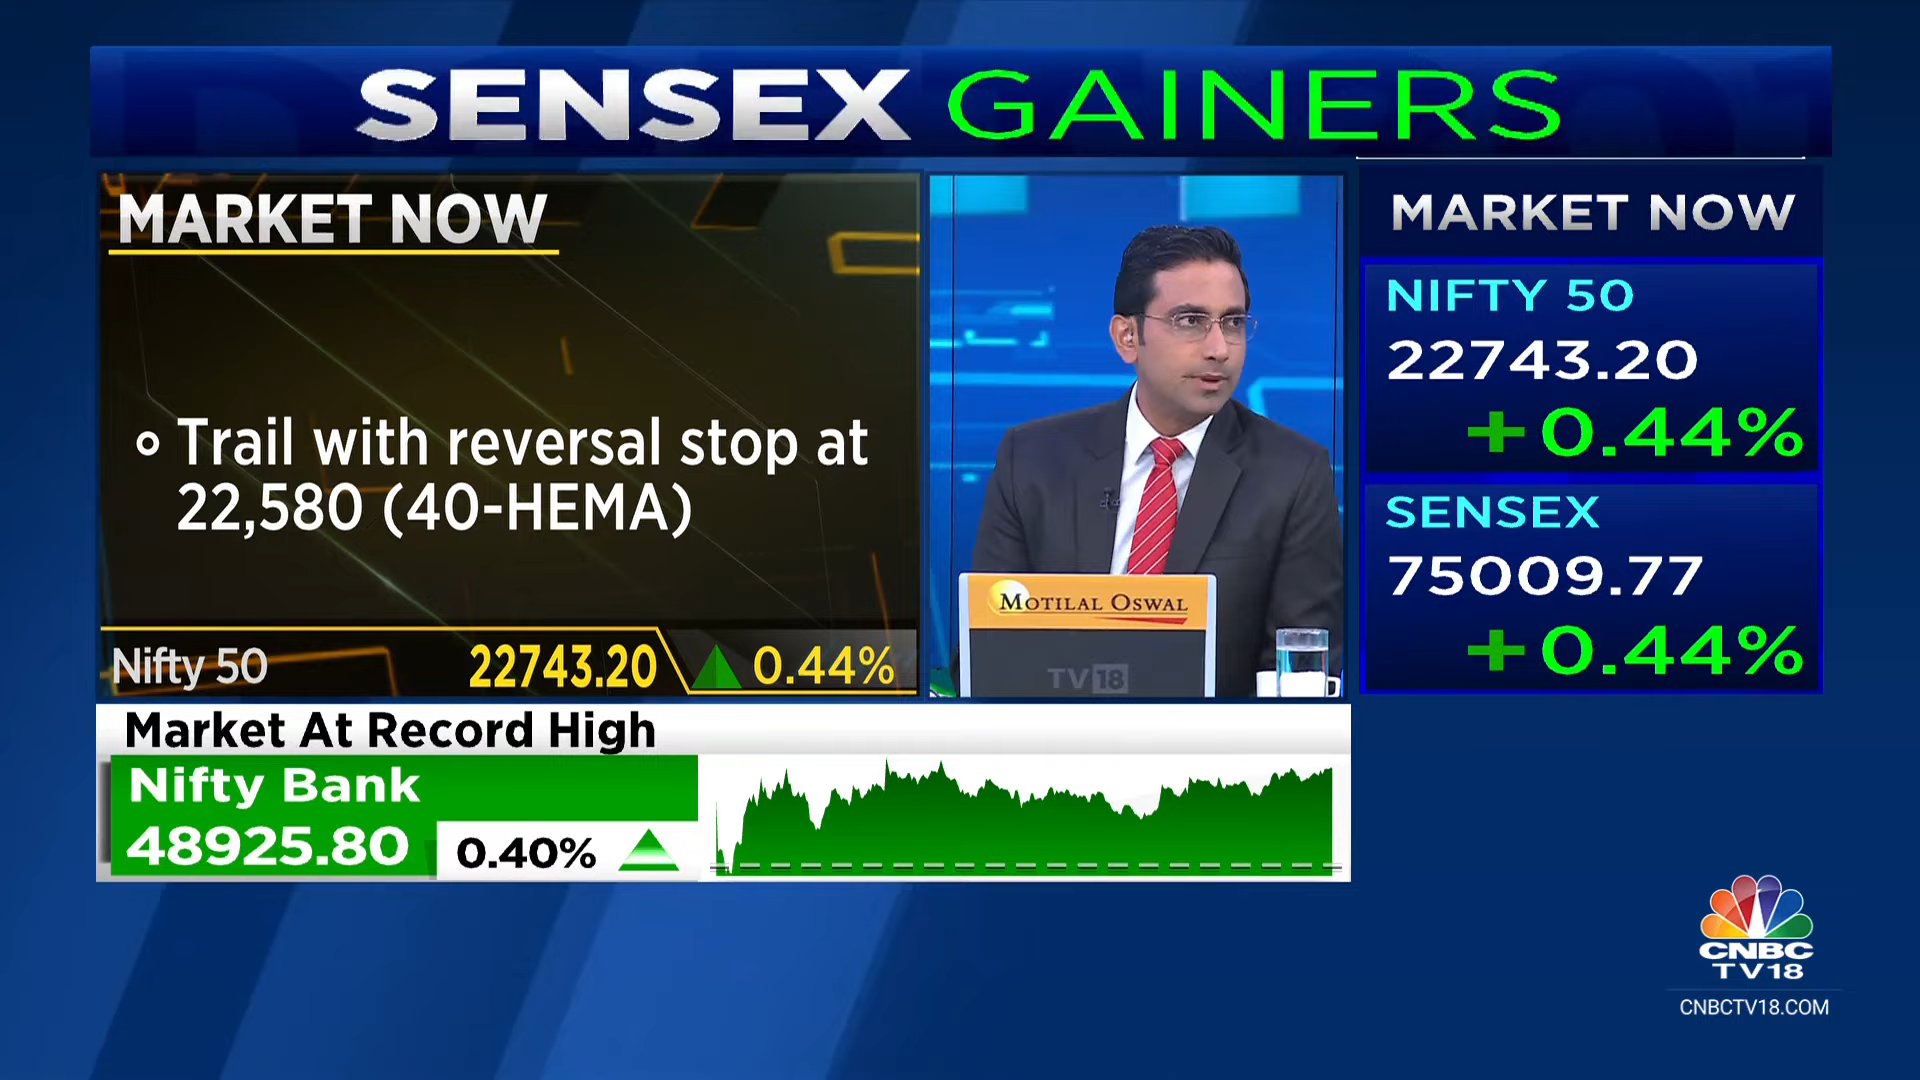 SENSEX GAINERS
MARKET NOW
Trail with reversal stop at
22,580 (40-HEMA)
Nifty 50 22743.20 0.44%
MOTILAL OSWAL
TV18
MARKET NOW
NIFTY 50
22743.20
+0.44%
SENSEX
75009.77
+0.44%
Market At Record High
Nifty Bank
48925.80 0.40%
CNBC
TV18
CNBCTV18.COM